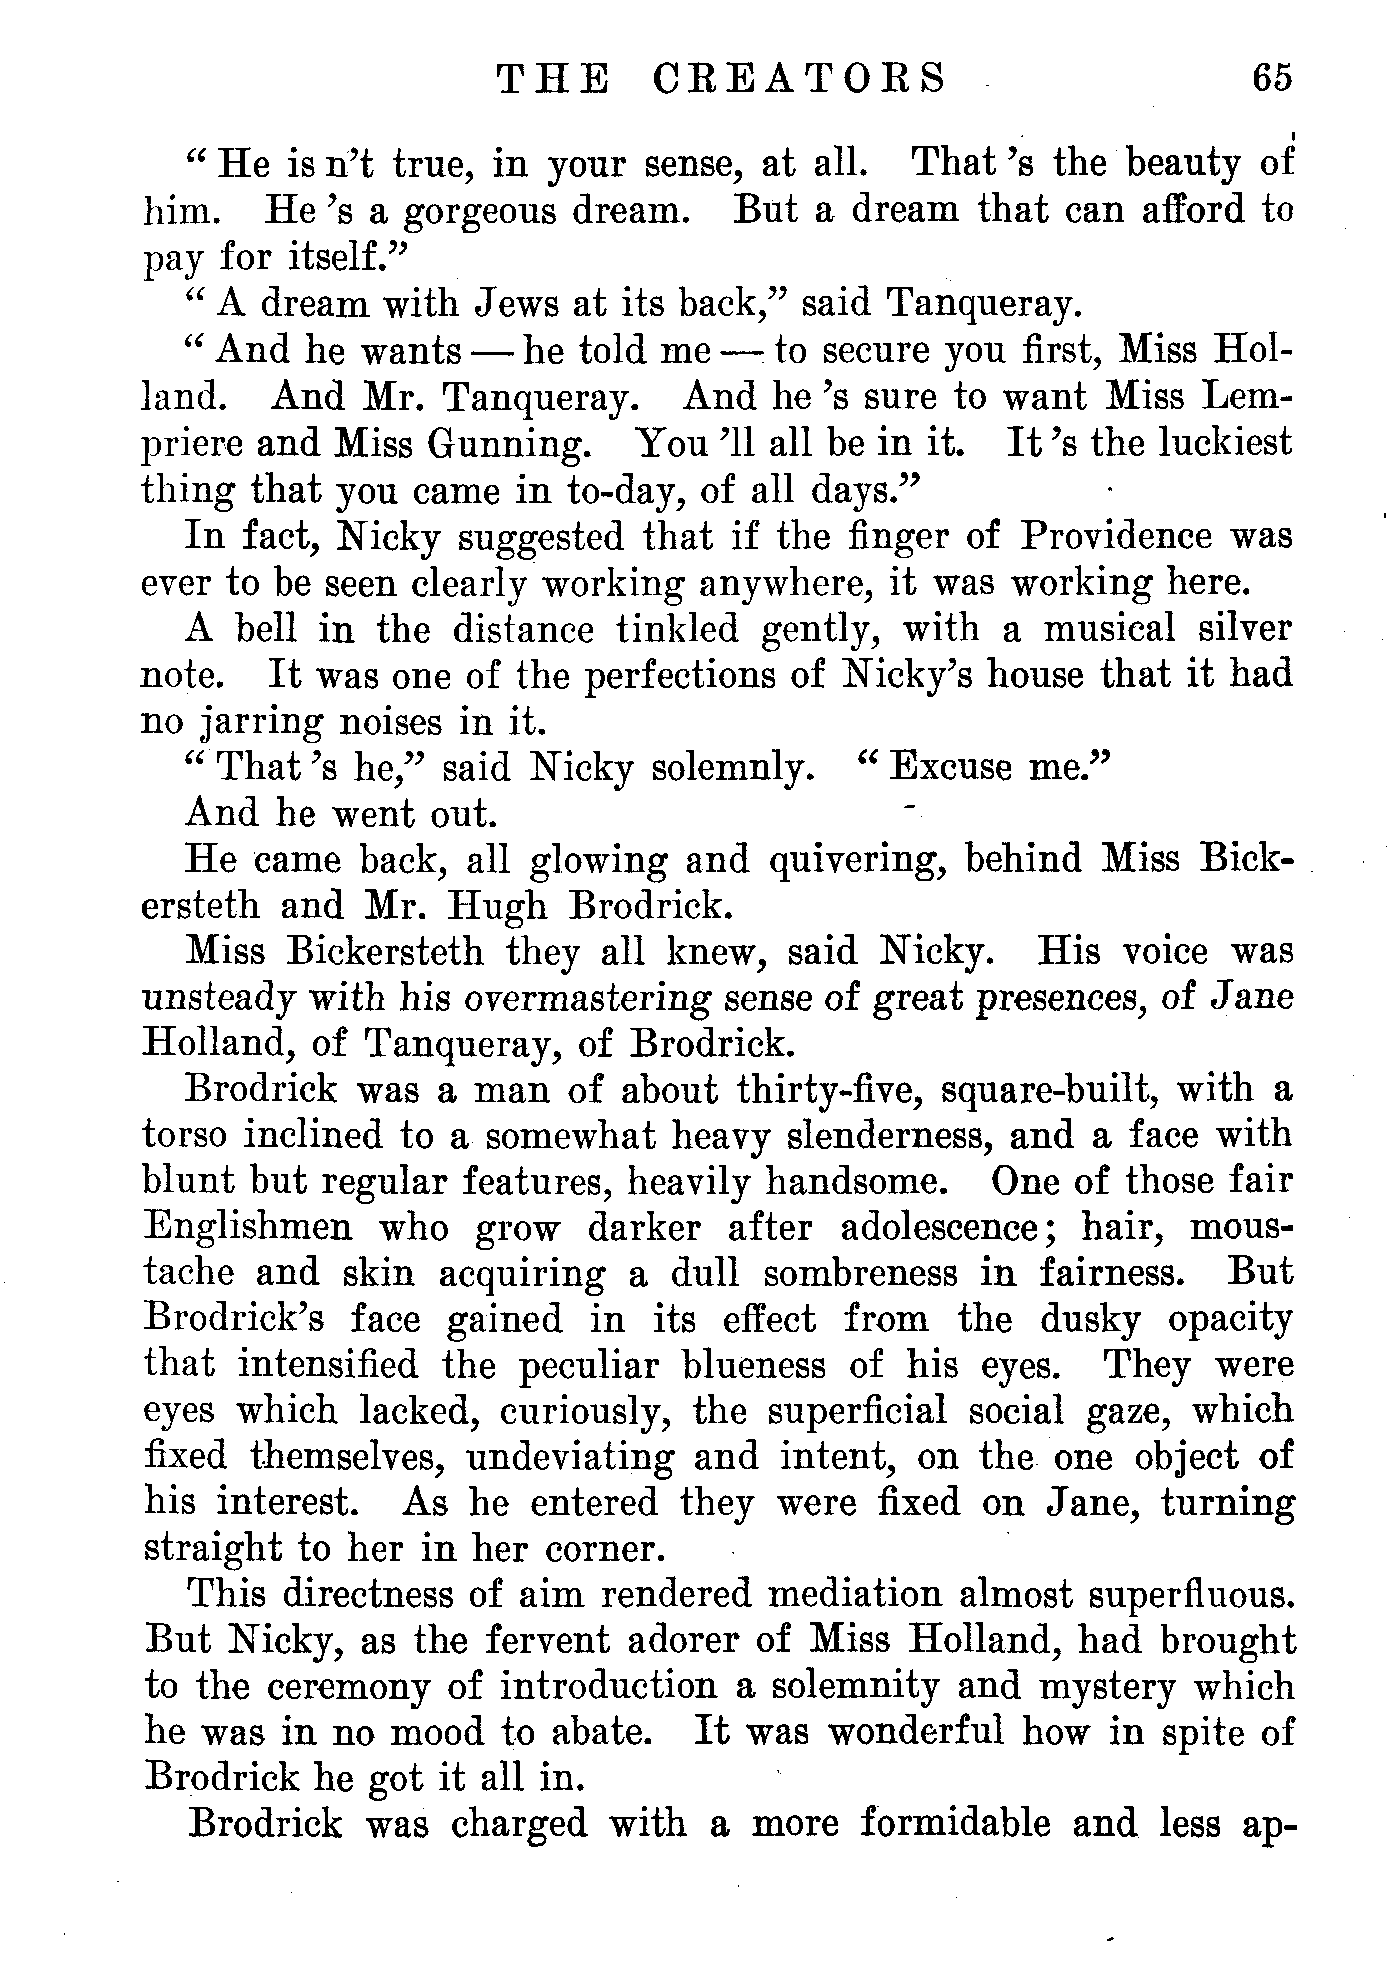 THE CREATORS 65
“ He is n’t true, in your sense, at all. That ’s the beauty of
him. He ’s a gorgeous dream. But a dream that can afford to
pay for itself.”
“ A dream with Jews at its back,” said Tanqueray.
“ And he wants — he told me — to secure you first, Miss Hol-
land. And Mr. Tanqueray. And he ’s sure to want Miss Lem-
priere and Miss Gunning. You ’ll all be in it. It ’s the luckiest
thing that you came in to-day, of all days.”
In fact, Nicky suggested that if the finger of Providence was
ever to be seen clearly working anywhere, it was working here.
A bell in the distance tinkled gently, with a musical silver
note. It was one of the perfections of Nicky’s house that it had
no jarring noises in it.
“ That ’s he,” said Nicky solemnly. “ Excuse me.”
And he went out.
He came back, all glowing and quivering, behind Miss Bick-
ersteth and Mr. Hugh Brodrick.
Miss Bickersteth they all knew, said Nicky. His voice was
unsteady with his overmastering sense of great presences, of Jane
Holland, of Tanqueray, of Brodrick.
Brodrick was a man of about thirty-five, square-built, with a
torso inclined to a somewhat heavy slenderness, and a face with
blunt but regular features, heavily handsome. One of those fair
Englishmen who grow darker after adolescence; hair, mous-
tache and skin acquiring a dull sombreness in fairness. But
Brodrick’s face gained in its effect from the dusky opacity
that intensified the peculiar blueness of his eyes. They were
eyes which lacked, curiously, the superficial social gaze, which
fixed themselves, undeviating and intent, on the one object of
his interest. As he entered they were fixed on Jane, turning
straight to her in her corner.
This directness of aim rendered mediation almost superfluous.
But Nicky, as the fervent adorer of Miss Holland, had brought
to the ceremony of introduction a solemnity and mystery which
he was in no mood to abate. It was wonderful how in spite of
Brodrick he got it all in.
Brodrick was charged with a more formidable and less ap-